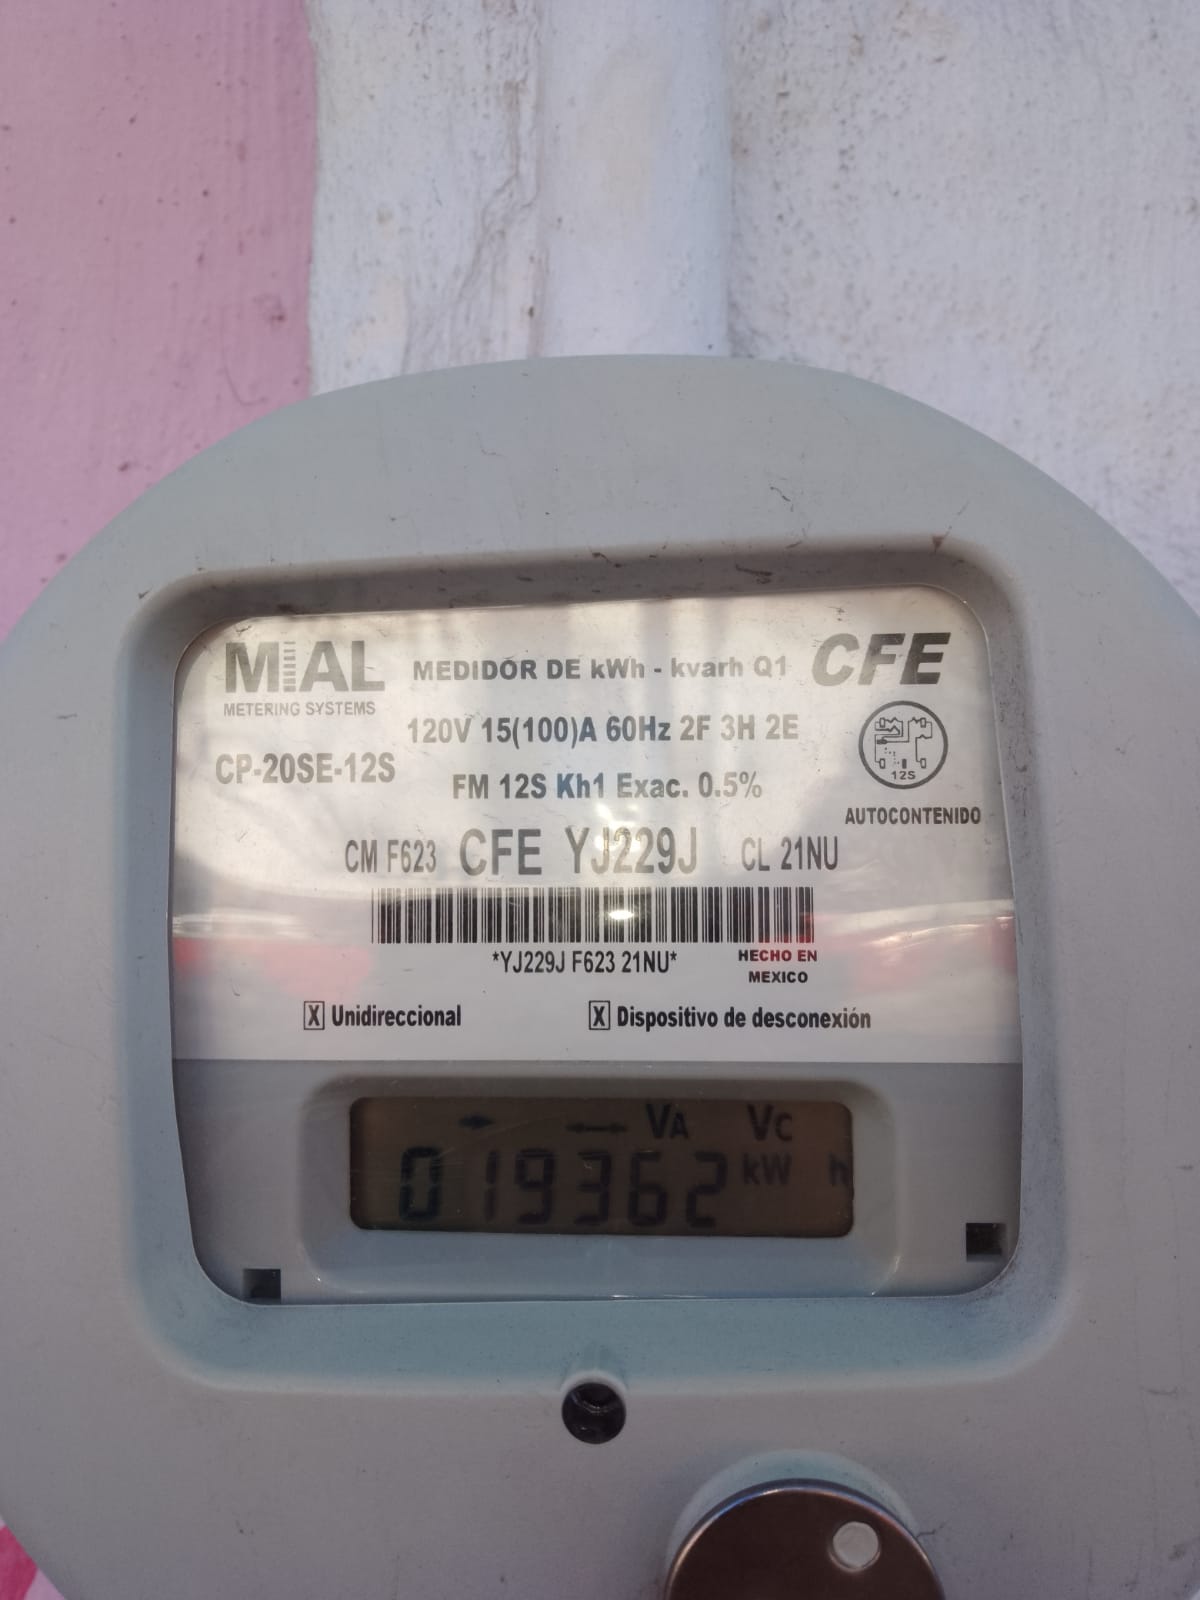 MIAL MEDIDOR DE kWh - kvarh Q1 CFE
METERING SYSTEMS
120V 15(100)A 60Hz 2F 3H 2E
CP-20SE-12S
FM 12S Kh1 Exac. 0.5%
12S
AUTOCONTENIDO
CM F623 CFE YJ229J CL 21NU
*YJ229J F623 21NU*
HECHO EN
MEXICO
X Unidireccional X Dispositivo de desconexión
VA VC
019362 kW h